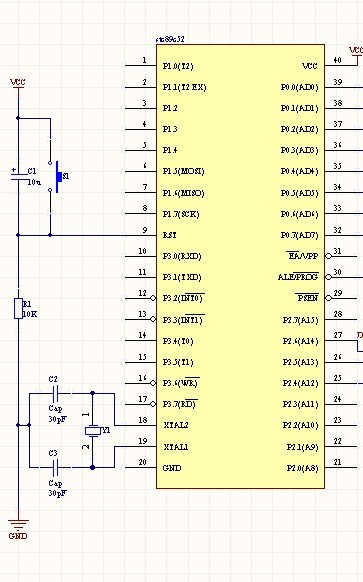 stc89c52
VCC
VCC
1 P1.0(T2) VCC 40
2 P1.1(T2 EX) P0.0(AD0) 39
3 P1.2 P0.1(AD1) 38
4 P1.3 P0.2(AD2) 37
5 P1.4 P0.3(AD3) 36
6 P1.5(MOSI) P0.4(AD4) 35
7 P1.6(MISO) P0.5(AD5) 34
8 P1.7(SCK) P0.6(AD6) 33
9 RST P0.7(AD7) 32
10 P3.0(RXD) EA/VPP 31
11 P3.1(TXD) ALE/PROG 30
12 P3.2(INT0) PSEN 29
13 P3.3(INT1) P2.7(A15) 28
14 P3.4(T0) P2.6(A14) 27
15 P3.5(T1) P2.5(A13) 26
16 P3.6(WR) P2.4(A12) 25
17 P3.7(RD) P2.3(A11) 24
18 XTAL2 P2.2(A10) 23
19 XTAL1 P2.1(A9) 22
20 GND P2.0(A8) 21
+
C1
10u
S1
R1
10K
C2
Cap
30pF
1
Y1
2
C3
Cap
30pF
GND